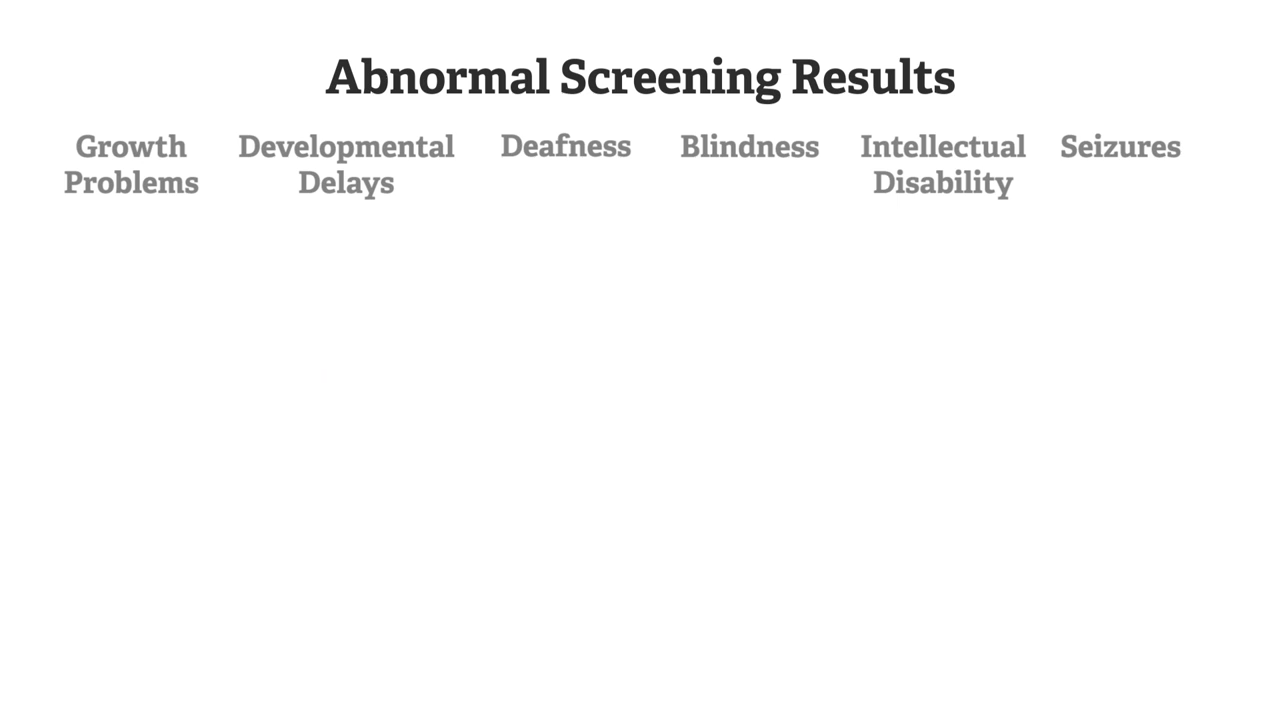 Abnormal Screening Results
Growth Problems
Developmental Delays
Deafness
Blindness
Intellectual Disability
Seizures